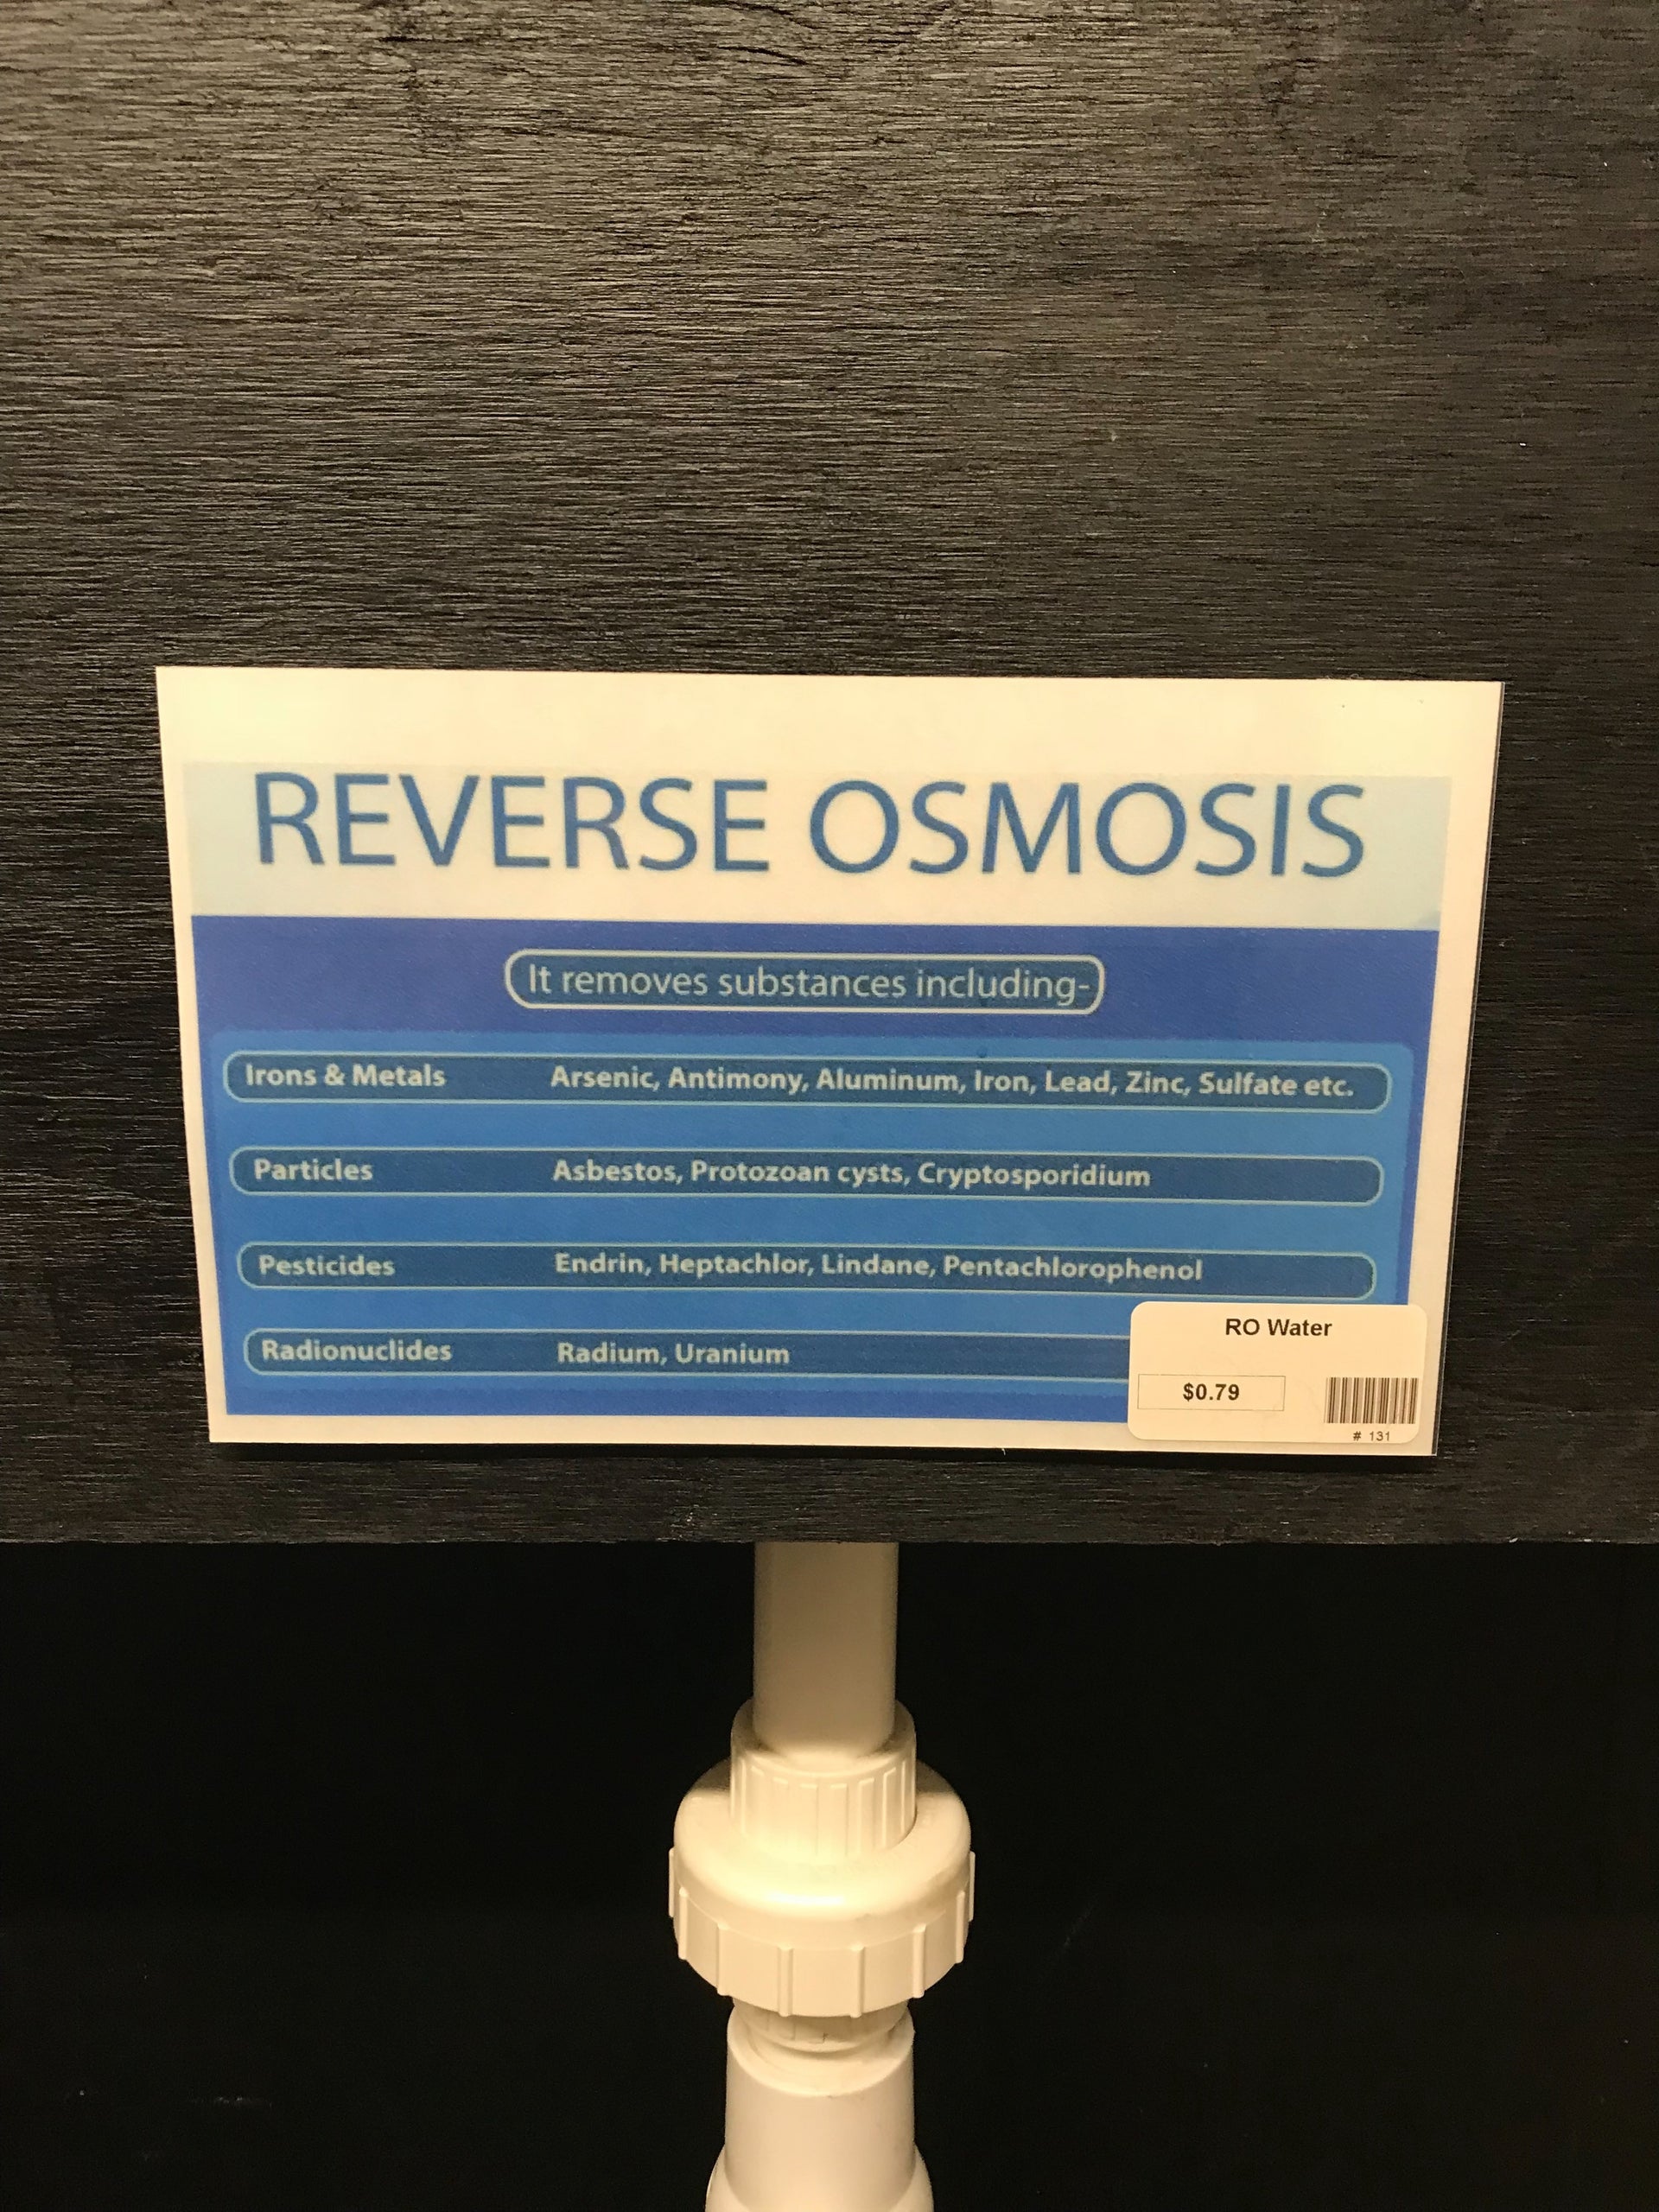 REVERSE OSMOSIS
It removes substances including-
Irons & Metals Arsenic, Antimony, Aluminum, Iron, Lead, Zinc, Sulfate etc.
Particles Asbestos, Protozoan cysts, Cryptosporidium
Pesticides Endrin, Heptachlor, Lindane, Pentachlorophenol
Radionuclides Radium, Uranium
RO Water
$0.79
# 131